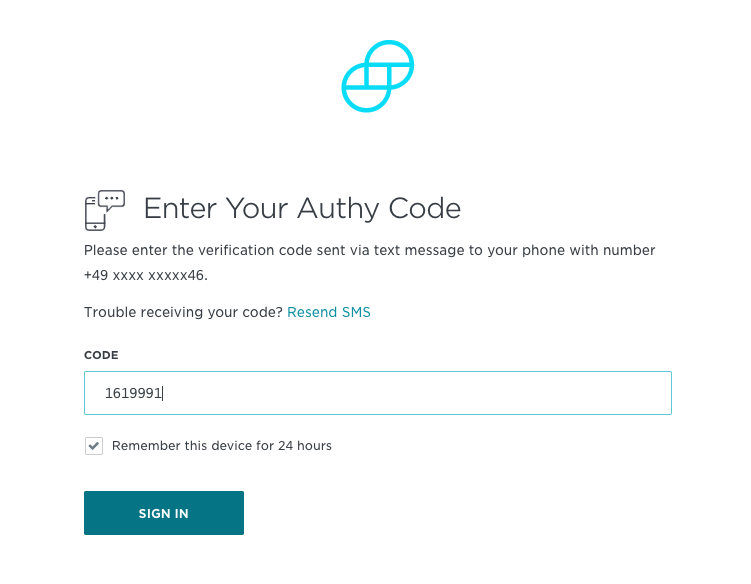 Enter Your Authy Code
Please enter the verification code sent via text message to your phone with number
+49 xxxx xxxxx46.
Trouble receiving your code? Resend SMS
CODE
1619991
Remember this device for 24 hours
SIGN IN